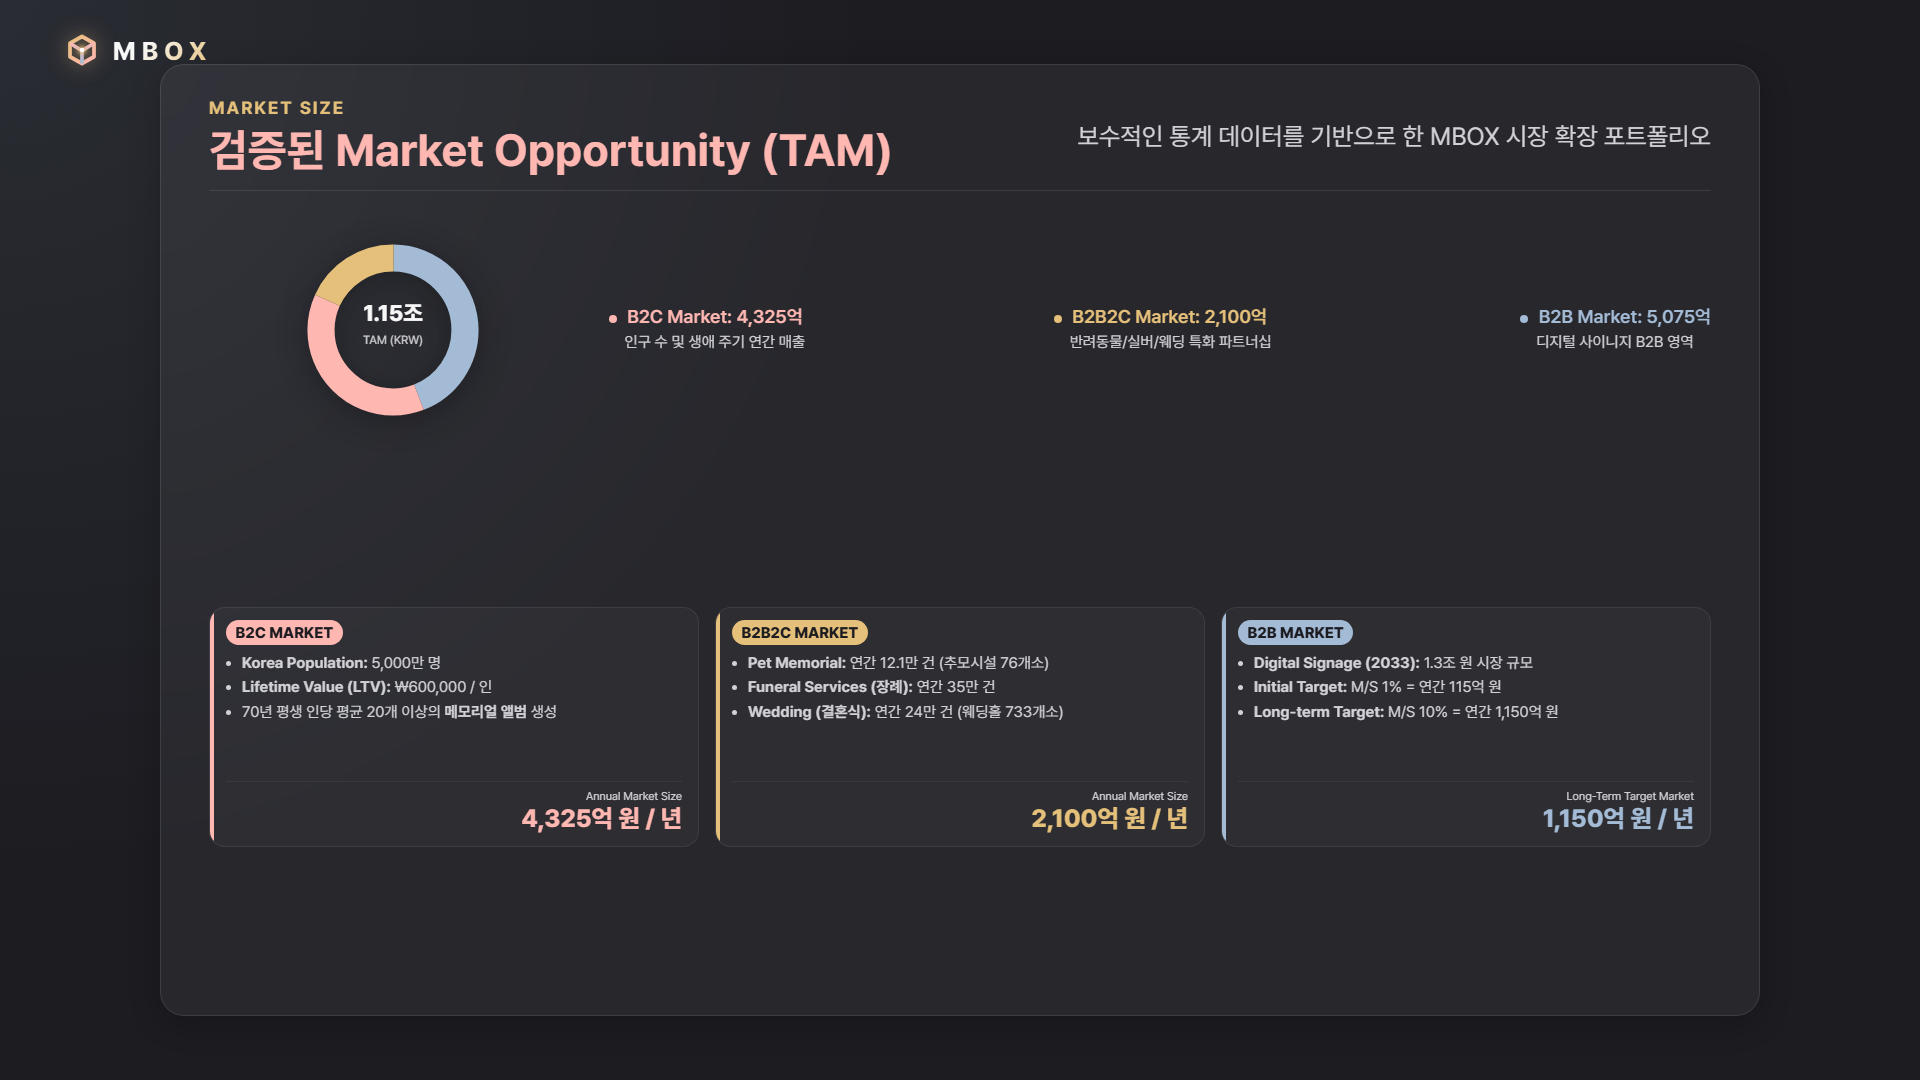 MBOX
MARKET SIZE
검증된 Market Opportunity (TAM)
보수적인 통계 데이터를 기반으로 한 MBOX 시장 확장 포트폴리오
1.15조
TAM (KRW)
B2C Market: 4,325억
인구 수 및 생애 주기 연간 매출
B2B2C Market: 2,100억
반려동물/실버/웨딩 특화 파트너십
B2B Market: 5,075억
디지털 사이니지 B2B 영역
B2C MARKET
• Korea Population: 5,000만 명
• Lifetime Value (LTV): ₩600,000 / 인
• 70년 평생 인당 평균 20개 이상의 메모리얼 앨범 생성
Annual Market Size
4,325억 원 / 년
B2B2C MARKET
• Pet Memorial: 연간 12.1만 건 (추모시설 76개소)
• Funeral Services (장례): 연간 35만 건
• Wedding (결혼식): 연간 24만 건 (웨딩홀 733개소)
Annual Market Size
2,100억 원 / 년
B2B MARKET
• Digital Signage (2033): 1.3조 원 시장 규모
• Initial Target: M/S 1% = 연간 115억 원
• Long-term Target: M/S 10% = 연간 1,150억 원
Long-Term Target Market
1,150억 원 / 년